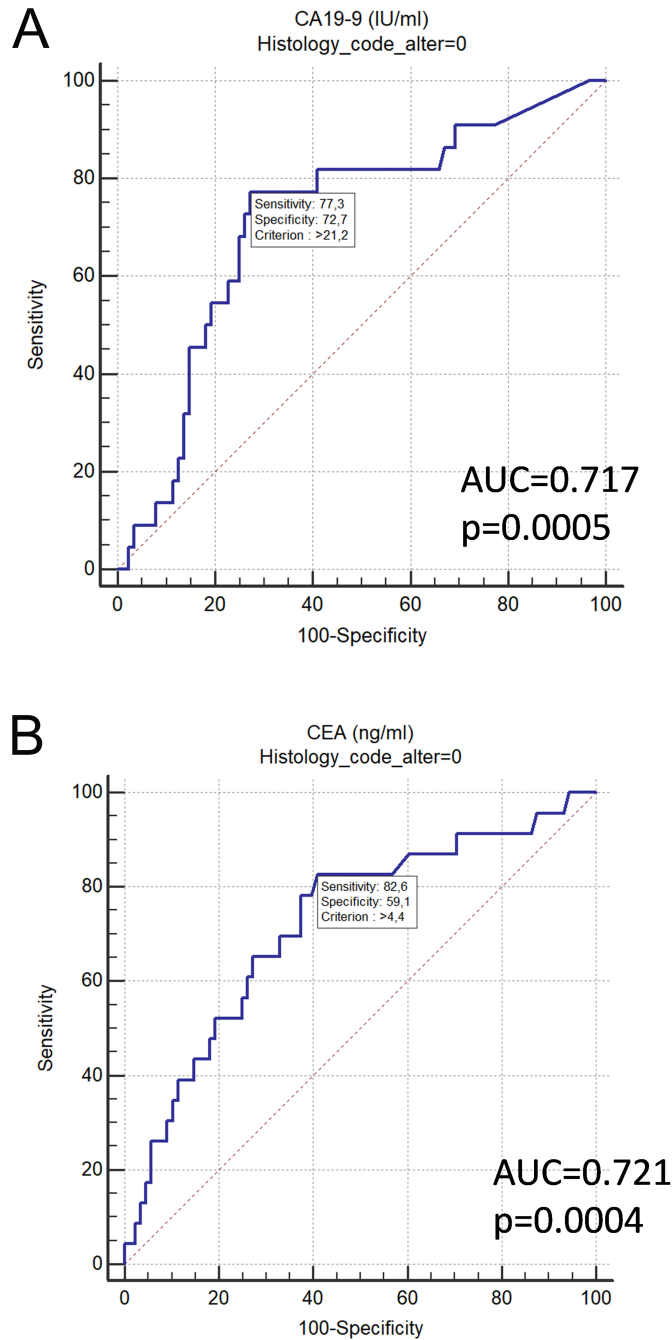 A
CA19-9 (IU/ml)
Histology_code_alter=0
100
80
60
40
20
0
Sensitivity
Sensitivity: 77,3
Specificity: 72,7
Criterion : >21,2
AUC=0.717
p=0.0005
0 20 40 60 80 100
100-Specificity
B
CEA (ng/ml)
Histology_code_alter=0
100
80
60
40
20
0
Sensitivity
Sensitivity: 82,6
Specificity: 59,1
Criterion : >4,4
AUC=0.721
p=0.0004
0 20 40 60 80 100
100-Specificity